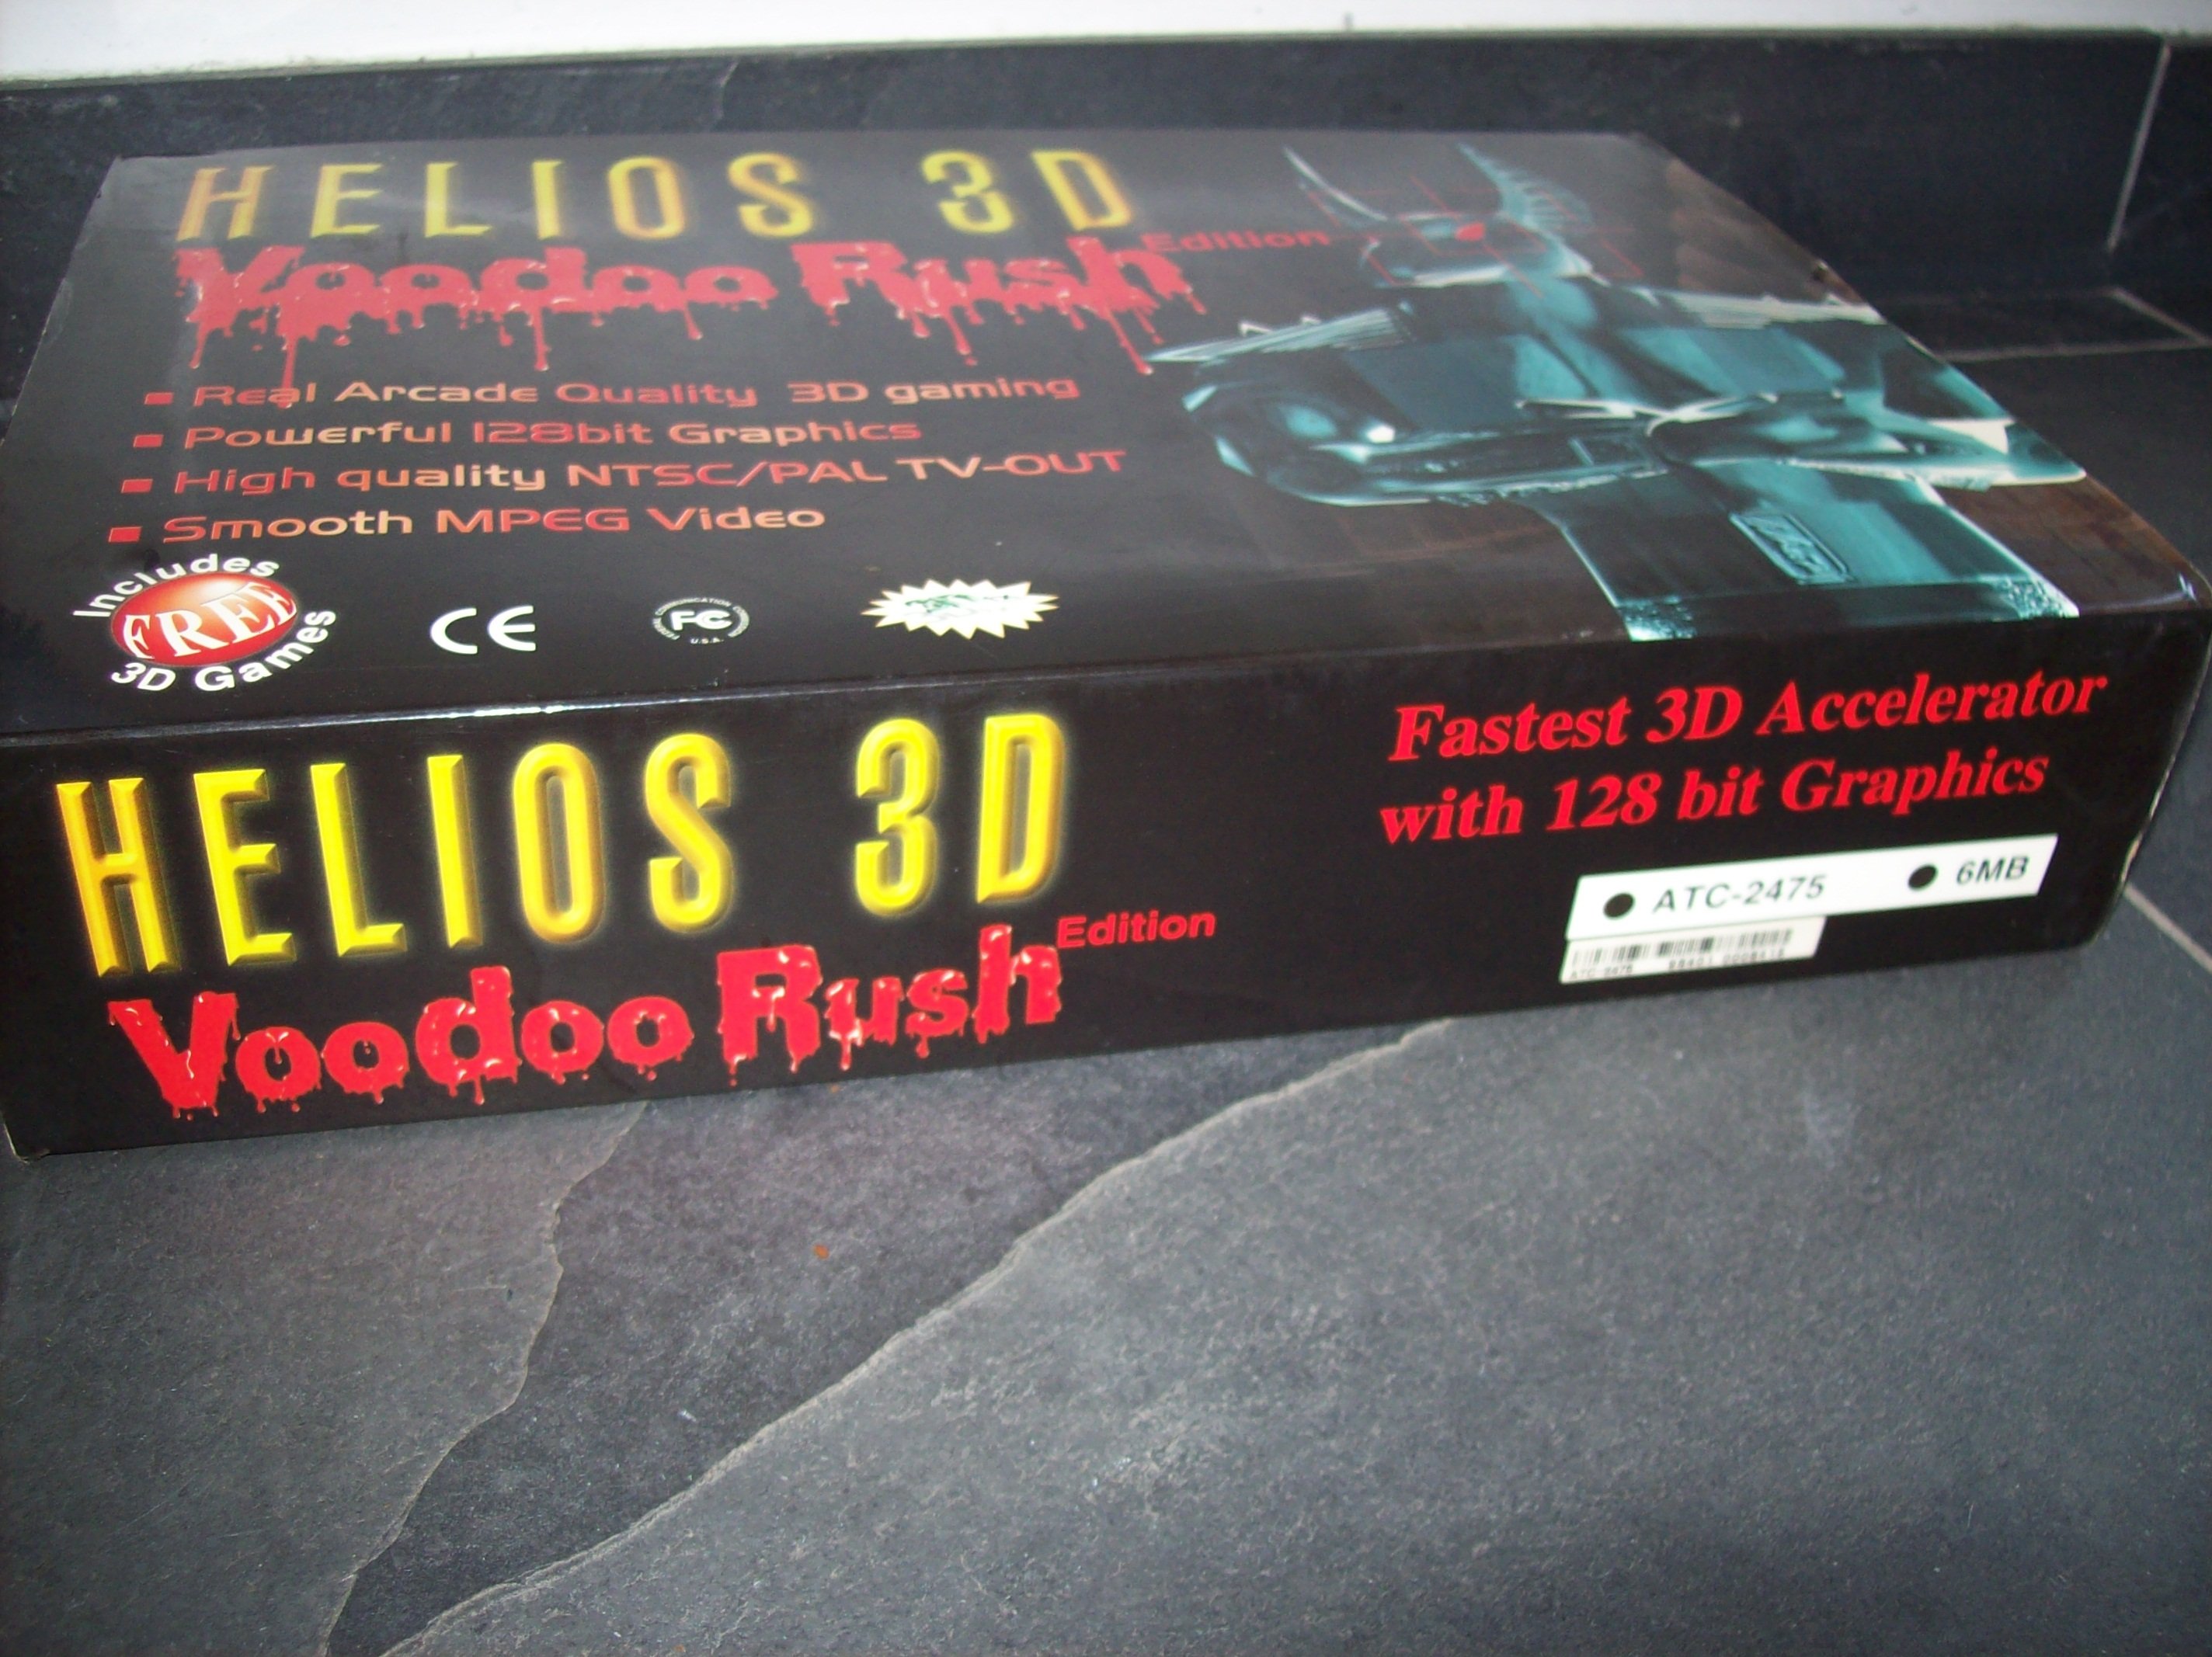 HELIOS 3D
Voodoo Rush Edition
Real Arcade Quality 3D gaming
Powerful 128bit Graphics
High quality NTSC/PAL TV-OUT
Smooth MPEG Video
Includes
FREE
3D Games
CE
FC
U.S.A.
HELIOS 3D
Voodoo Rush Edition
Fastest 3D Accelerator
with 128 bit Graphics
ATC-2475 6MB